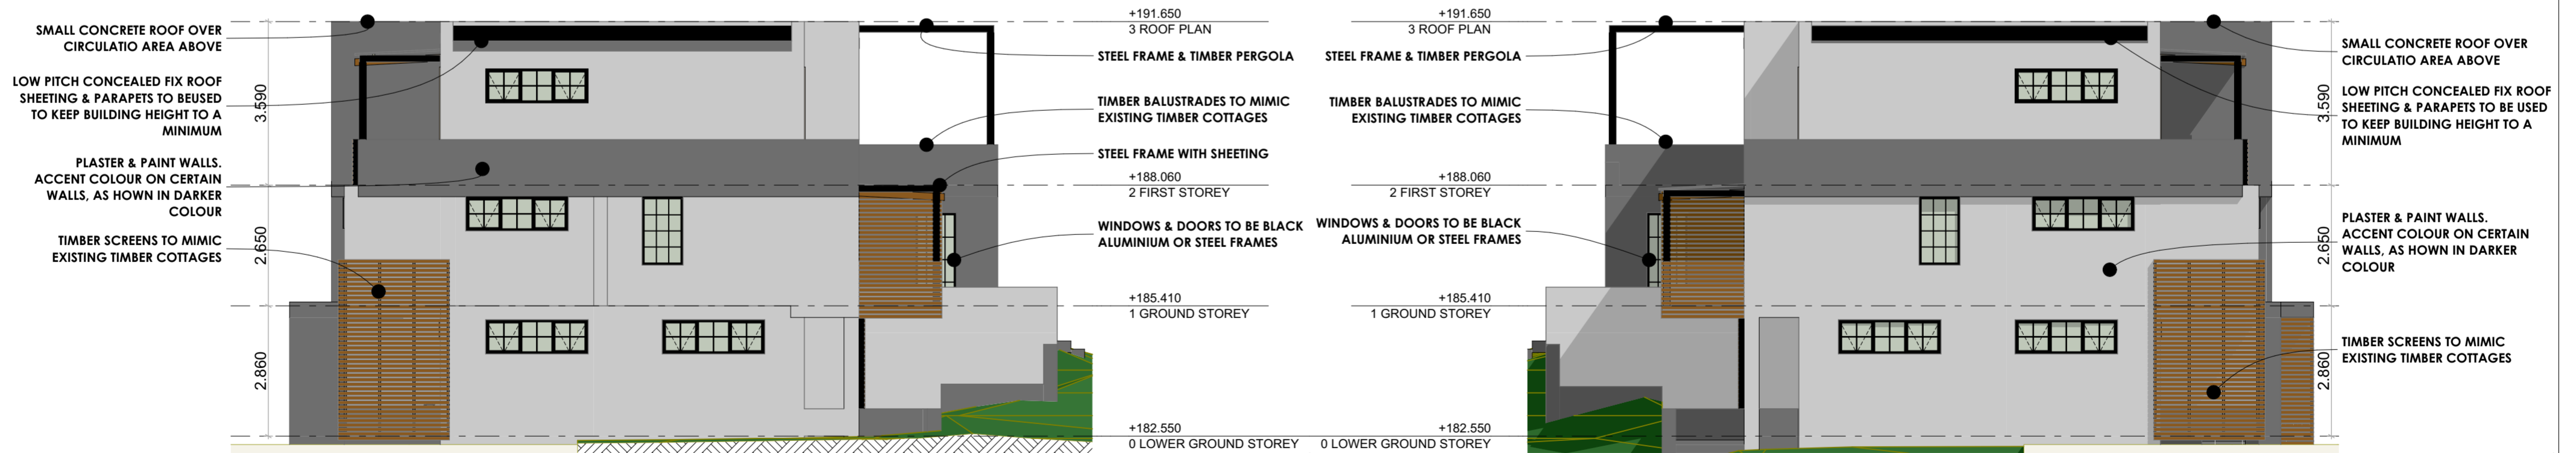 SMALL CONCRETE ROOF OVER
CIRCULATIO AREA ABOVE
LOW PITCH CONCEALED FIX ROOF
SHEETING & PARAPETS TO BEUSED
TO KEEP BUILDING HEIGHT TO A
MINIMUM
PLASTER & PAINT WALLS.
ACCENT COLOUR ON CERTAIN
WALLS, AS HOWN IN DARKER
COLOUR
TIMBER SCREENS TO MIMIC
EXISTING TIMBER COTTAGES
3.590
2.650
2.860
+191.650
3 ROOF PLAN
STEEL FRAME & TIMBER PERGOLA
TIMBER BALUSTRADES TO MIMIC
EXISTING TIMBER COTTAGES
STEEL FRAME WITH SHEETING
+188.060
2 FIRST STOREY
WINDOWS & DOORS TO BE BLACK
ALUMINIUM OR STEEL FRAMES
+185.410
1 GROUND STOREY
+182.550
0 LOWER GROUND STOREY
+191.650
3 ROOF PLAN
STEEL FRAME & TIMBER PERGOLA
TIMBER BALUSTRADES TO MIMIC
EXISTING TIMBER COTTAGES
+188.060
2 FIRST STOREY
WINDOWS & DOORS TO BE BLACK
ALUMINIUM OR STEEL FRAMES
+185.410
1 GROUND STOREY
+182.550
0 LOWER GROUND STOREY
3.590
2.650
2.860
SMALL CONCRETE ROOF OVER
CIRCULATIO AREA ABOVE
LOW PITCH CONCEALED FIX ROOF
SHEETING & PARAPETS TO BE USED
TO KEEP BUILDING HEIGHT TO A
MINIMUM
PLASTER & PAINT WALLS.
ACCENT COLOUR ON CERTAIN
WALLS, AS HOWN IN DARKER
COLOUR
TIMBER SCREENS TO MIMIC
EXISTING TIMBER COTTAGES